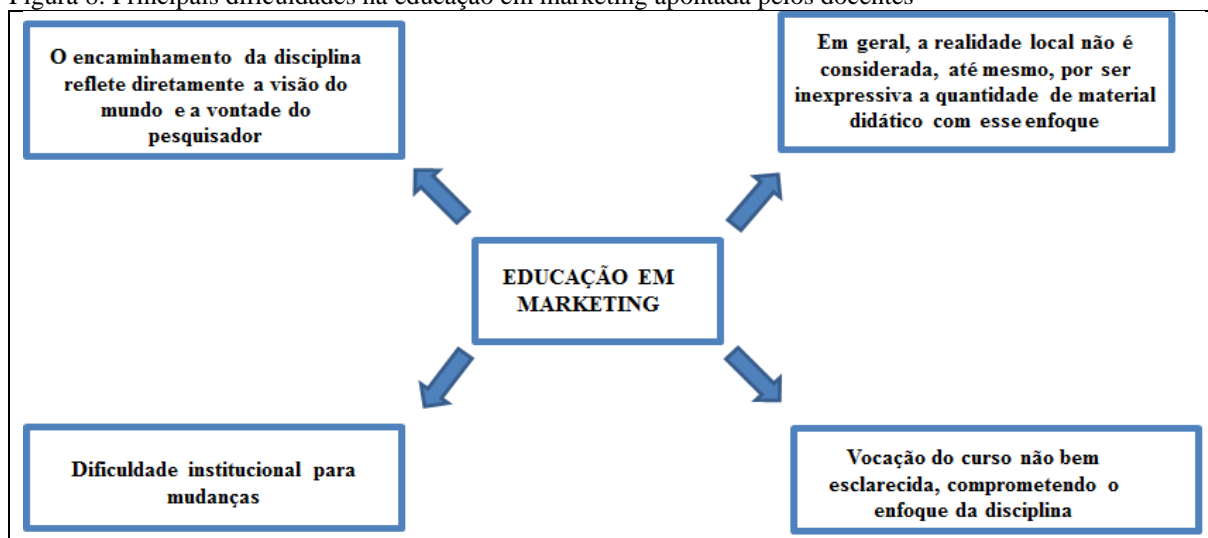 Figura 8: Principais dificuldades na educação em marketing apontada pelos docentes
O encaminhamento da disciplina
reflete diretamente a visão do
mundo e a vontade do
pesquisador
Em geral, a realidade local não é
considerada, até mesmo, por ser
inexpressiva a quantidade de material
didático com esse enfoque
EDUCAÇÃO EM
MARKETING
Dificuldade institucional para
mudanças
Vocação do curso não bem
esclarecida, comprometendo o
enfoque da disciplina